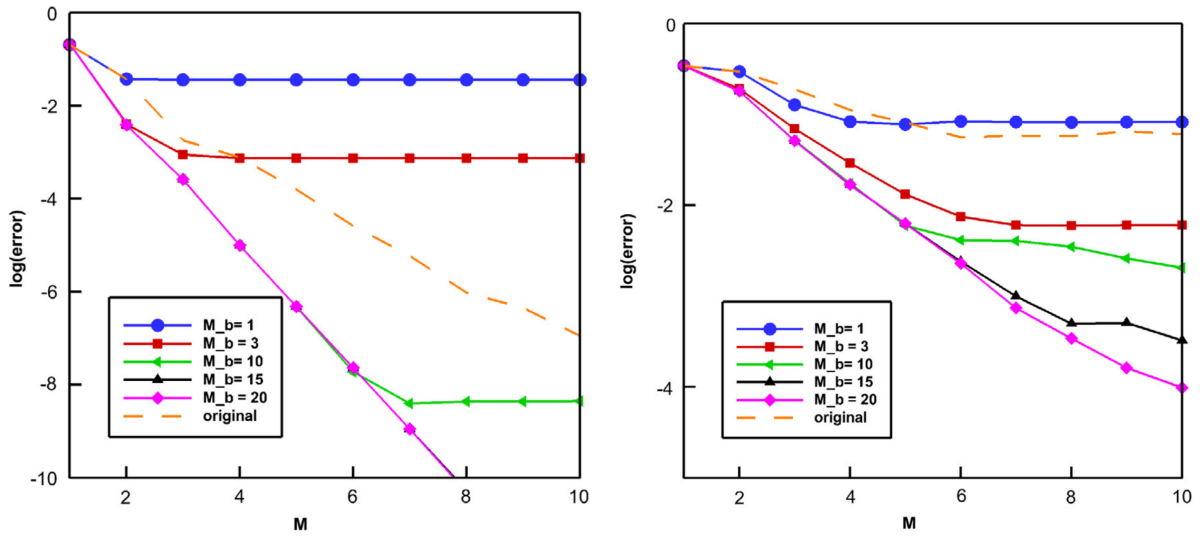 0
-2
-4
-6
-8
-10
log(error)
2
4
6
8
10
M
M_b= 1
M_b = 3
M_b= 10
M_b= 15
M_b = 20
original
0
-2
-4
log(error)
2
4
6
8
10
M
M_b= 1
M_b = 3
M_b= 10
M_b= 15
M_b = 20
original